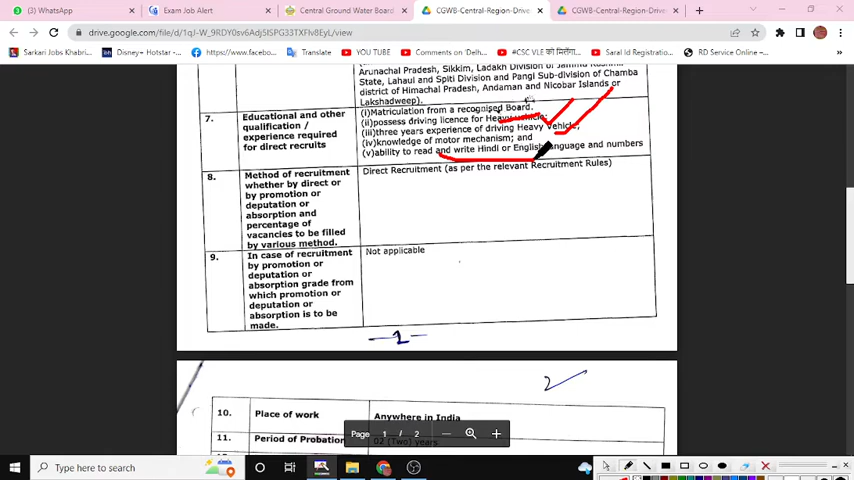 WhatsApp
Exam Job Alert
Central Ground Water Board
CGWB-Central-Region-Drive
CGWB-Central-Region-Drive
drive.google.com/file/d/1qJ-W_9RDY0sv6AdjSlSPG33TXFlv8EyL/view
Sarkari Jobs Khabri...
Disney+ Hotstar -...
https://www.facebo...
Translate
YOU TUBE
Comments on 'Delh...
#CSC VLE को मिलेंगी...
Saral Id Registratio...
RD Service Online -...
Arunachal Pradesh, Sikkim, Ladakh Division of Jammu Kashmir
State, Lahaul and Spiti Division and Pangi Sub-division of Chamba
district of Himachal Pradesh, Andaman and Nicobar Islands or
Lakshadweep).
7.
Educational and other
qualification /
experience required
for direct recruits
(i)Matriculation from a recognised Board.
(ii)possess driving licence for Heavy vehicle;
(iii)three years experience of driving Heavy Vehicle;
(iv)knowledge of motor mechanism; and
(v)ability to read and write Hindi or English language and numbers
8.
Method of recruitment
whether by direct or
by promotion or
deputation or
absorption and
percentage of
vacancies to be filled
by various method.
Direct Recruitment (as per the relevant Recruitment Rules)
9.
In case of recruitment
by promotion or
deputation or
absorption grade from
which promotion or
deputation or
absorption is to be
made.
Not applicable
1
2
10.
Place of work
Anywhere in India
11.
Period of Probation
02 (Two) years
Page 1 / 2
Type here to search